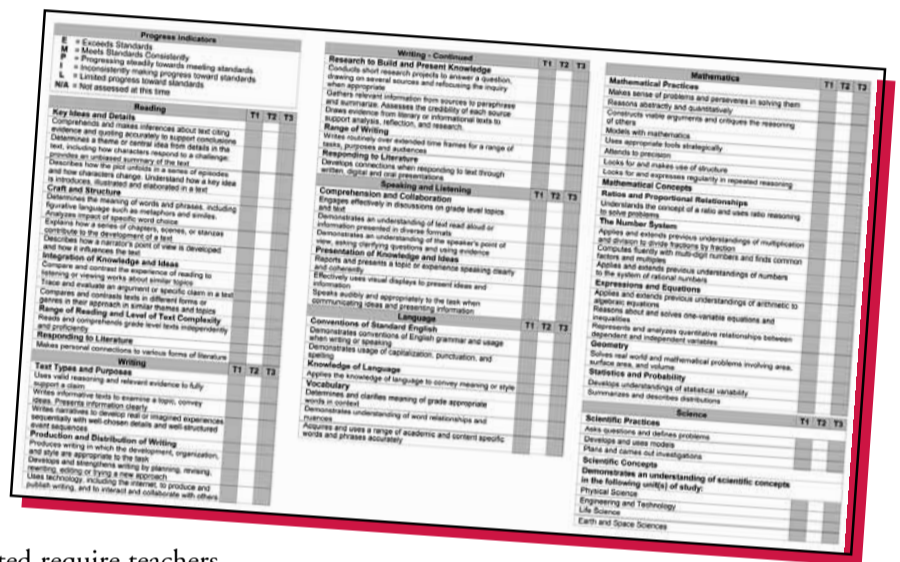 Progress Indicators
E = Exceeds Standards
M = Meets Standards Consistently
P = Progressing steadily towards meeting standards
I = Inconsistently making progress toward standards
L = Limited progress toward standards
N/A = Not assessed at this time
Reading T1 T2 T3
Key Ideas and Details
Comprehends and makes inferences about text citing
evidence and quoting accurately to support conclusions
Determines a theme or central idea from details in the
text, including how characters respond to a challenge;
provides an unbiased summary of the text
Describes how the plot unfolds in a series of episodes
and how characters change. Understand how a key idea
is introduces, illustrated and elaborated in a text
Craft and Structure
Determines the meaning of words and phrases, including
figurative language such as metaphors and similes.
Analyzes impact of specific word choice
Explains how a series of chapters, scenes, or stanzas
contribute to the development of a text
Describes how a narrator's point of view is developed
and how it influences the text
Integration of Knowledge and Ideas
Compare and contrast the experience of reading to
listening or viewing works about similar topics
Trace and evaluate an argument or specific claim in a text
Compares and contrasts texts in different forms or
genres in their approach in similar themes and topics
Range of Reading and Level of Text Complexity
Reads and comprehends grade level texts independently
and proficiently
Responding to Literature
Makes personal connections to various forms of literature
Writing T1 T2 T3
Text Types and Purposes
Uses valid reasoning and relevant evidence to fully
support a claim
Writes informative texts to examine a topic, convey
ideas. Presents information clearly
Writes narratives to develop real or imagined experiences
sequentially with well-chosen details and well-structured
event sequences
Production and Distribution of Writing
Produces writing in which the development, organization,
and style are appropriate to the task
Develops and strengthens writing by planning, revising,
rewriting, editing or trying a new approach
Uses technology, including the internet, to produce and
publish writing, and to interact and collaborate with others
Writing - Continued T1 T2 T3
Research to Build and Present Knowledge
Conducts short research projects to answer a question,
drawing on several sources and refocusing the inquiry
when appropriate
Gathers relevant information from sources to paraphrase
and summarize. Assesses the credibility of each source
Draws evidence from literary or informational texts to
support analysis, reflection, and research.
Range of Writing
Writes routinely over extended time frames for a range of
tasks, purposes and audiences
Responding to Literature
Develops connections when responding to text through
written, digital and oral presentations
Speaking and Listening T1 T2 T3
Comprehension and Collaboration
Engages effectively in discussions on grade level topics
and text
Demonstrates an understanding of text read aloud or
information presented in diverse formats
Demonstrates an understanding of the speaker's point of
view, asking clarifying questions and using evidence
Presentation of Knowledge and Ideas
Reports and presents a topic or experience speaking clearly
and coherently
Effectively uses visual displays to present ideas and
information
Speaks audibly and appropriately to the task when
communicating ideas and presenting information
Language T1 T2 T3
Conventions of Standard English
Demonstrates conventions of English grammar and usage
when writing or speaking
Demonstrates usage of capitalization, punctuation, and
spelling
Knowledge of Language
Applies the knowledge of language to convey meaning or style
Vocabulary
Determines and clarifies meaning of grade appropriate
words in context
Demonstrates understanding of word relationships and
nuances
Acquires and uses a range of academic and content specific
words and phrases accurately
Mathematics T1 T2 T3
Mathematical Practices
Makes sense of problems and perseveres in solving them
Reasons abstractly and quantitatively
Constructs viable arguments and critiques the reasoning
of others
Models with mathematics
Uses appropriate tools strategically
Attends to precision
Looks for and makes use of structure
Looks for and expresses regularity in repeated reasoning
Mathematical Concepts
Ratios and Proportional Relationships
Understands the concept of a ratio and uses ratio reasoning
to solve problems
The Number System
Applies and extends previous understandings of multiplication
and division to divide fractions by fraction
Computes fluently with multi-digit numbers and finds common
factors and multiples
Applies and extends previous understandings of numbers
to the system of rational numbers
Expressions and Equations
Applies and extends previous understandings of arithmetic to
algebraic equations
Reasons about and solves one-variable equations and
inequalities
Represents and analyzes quantitative relationships between
dependent and independent variables
Geometry
Solves real world and mathematical problems involving area,
surface area, and volume
Statistics and Probability
Develops understandings of statistical variability
Summarizes and describes distributions
Science T1 T2 T3
Scientific Practices
Asks questions and defines problems
Develops and uses models
Plans and carries out investigations
Scientific Concepts
Demonstrates an understanding of scientific concepts
in the following unit(s) of study:
Physical Science
Engineering and Technology
Life Science
Earth and Space Sciences
require teachers